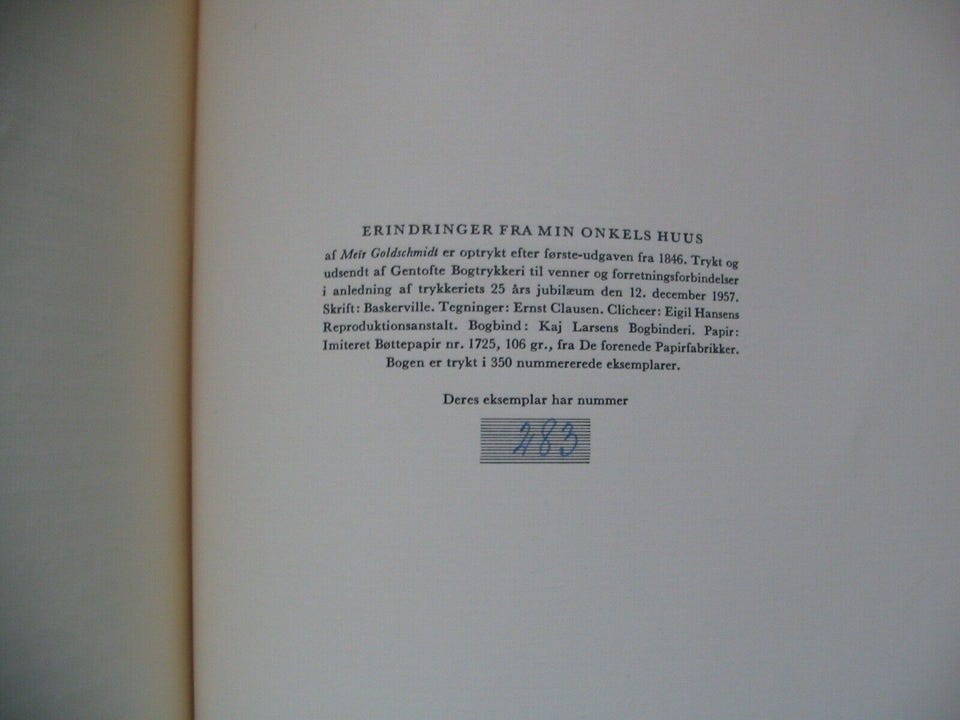 ERINDRINGER FRA MIN ONKELS HUUS
af Meïr Goldschmidt er optrykt efter første-udgaven fra 1846. Trykt og
udsendt af Gentofte Bogtrykkeri til venner og forretningsforbindelser
i anledning af trykkeriets 25 års jubilæum den 12. december 1957.
Skrift: Baskerville. Tegninger: Ernst Clausen. Clicheer: Eigil Hansens
Reproduktionsanstalt. Bogbind: Kaj Larsens Bogbinderi. Papir:
Imiteret Bøttepapir nr. 1725, 106 gr., fra De forenede Papirfabrikker.
Bogen er trykt i 350 nummererede eksemplarer.
Deres eksemplar har nummer
283